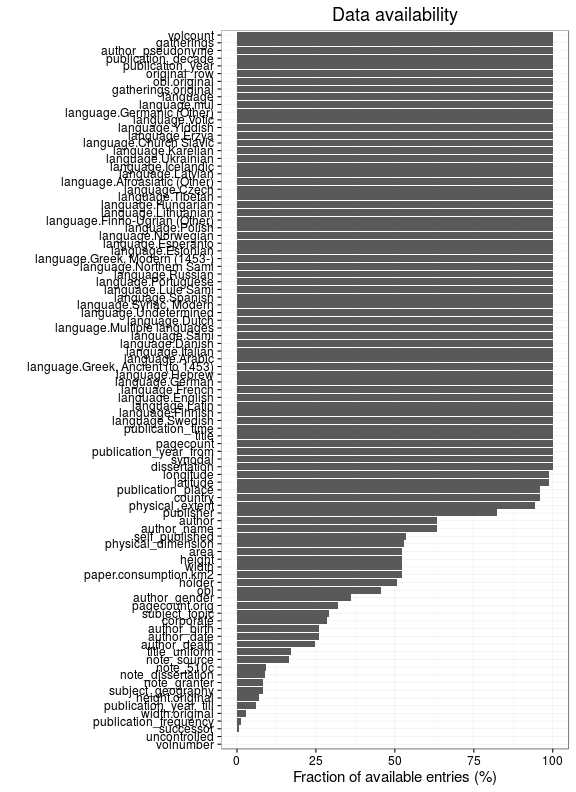 Data availability
volcount
gatherings
author_pseudonyme
publication_decade
publication_year
original_row
obl.original
gatherings.original
language
language.mul
language.Germanic (Other)
language.Votic
language.Yiddish
language.Erzya
language.Church Slavic
language.Karelian
language.Ukrainian
language.Icelandic
language.Latvian
language.Afroasiatic (Other)
language.Czech
language.Tibetan
language.Hungarian
language.Lithuanian
language.Finno-Ugrian (Other)
language.Polish
language.Norwegian
language.Esperanto
language.Estonian
language.Greek, Modern (1453-)
language.Northern Sami
language.Russian
language.Portuguese
language.Lule Sami
language.Spanish
language.Syriac, Modern
language.Undetermined
language.Dutch
language.Multiple languages
language.Sami
language.Danish
language.Italian
language.Arabic
language.Greek, Ancient (to 1453)
language.Hebrew
language.German
language.French
language.English
language.Latin
language.Finnish
language.Swedish
publication_time
title
pagecount
publication_year_from
synodal
dissertation
longitude
latitude
publication_place
country
physical_extent
publisher
author
author_name
self_published
physical_dimension
area
height
width
paper.consumption.km2
holder
obl
author_gender
pagecount.orig
subject_topic
corporate
author_birth
author_date
author_death
title_uniform
note_source
note_510c
note_dissertation
note_granter
subject_geography
height.original
publication_year_till
width.original
publication_frequency
successor
uncontrolled
volnumber
0 25 50 75 100
Fraction of available entries (%)